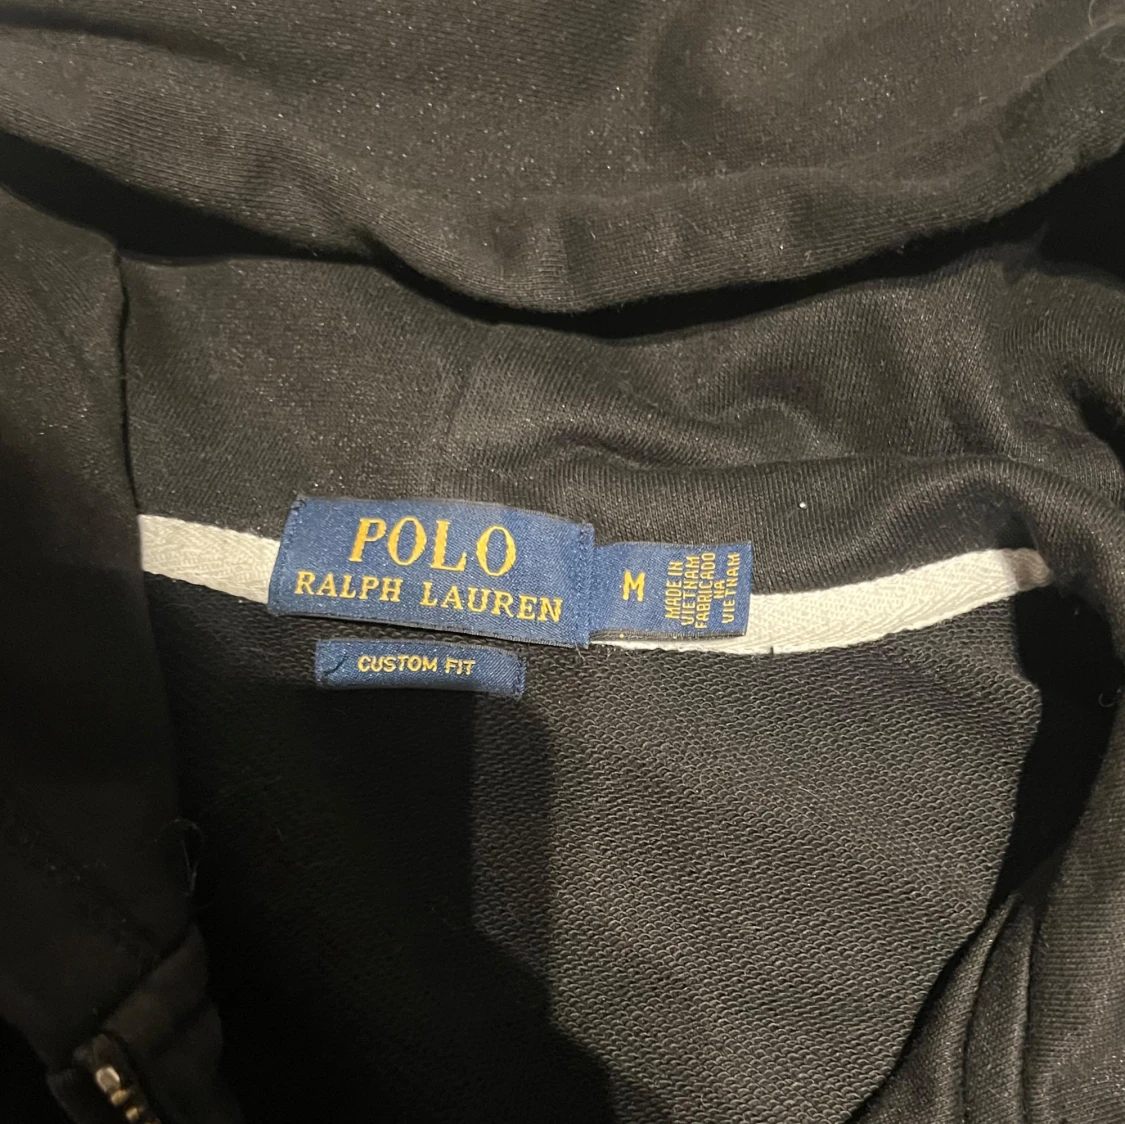 POLO
RALPH LAUREN
M
MADE IN
VIETNAM
FABRICADO
NA
VIETNAM
CUSTOM FIT